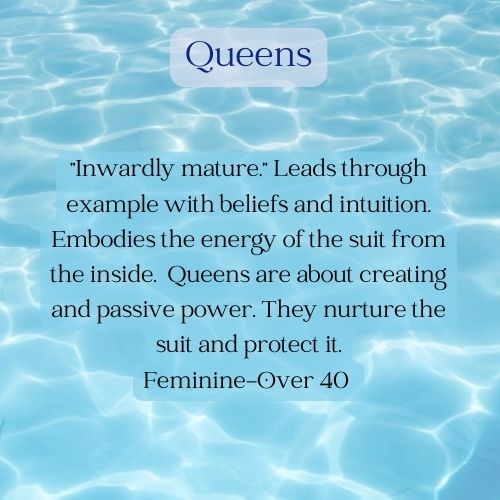 Queens
"Inwardly mature." Leads through
example with beliefs and intuition.
Embodies the energy of the suit from
the inside.  Queens are about creating
and passive power. They nurture the
suit and protect it.
Feminine-Over 40